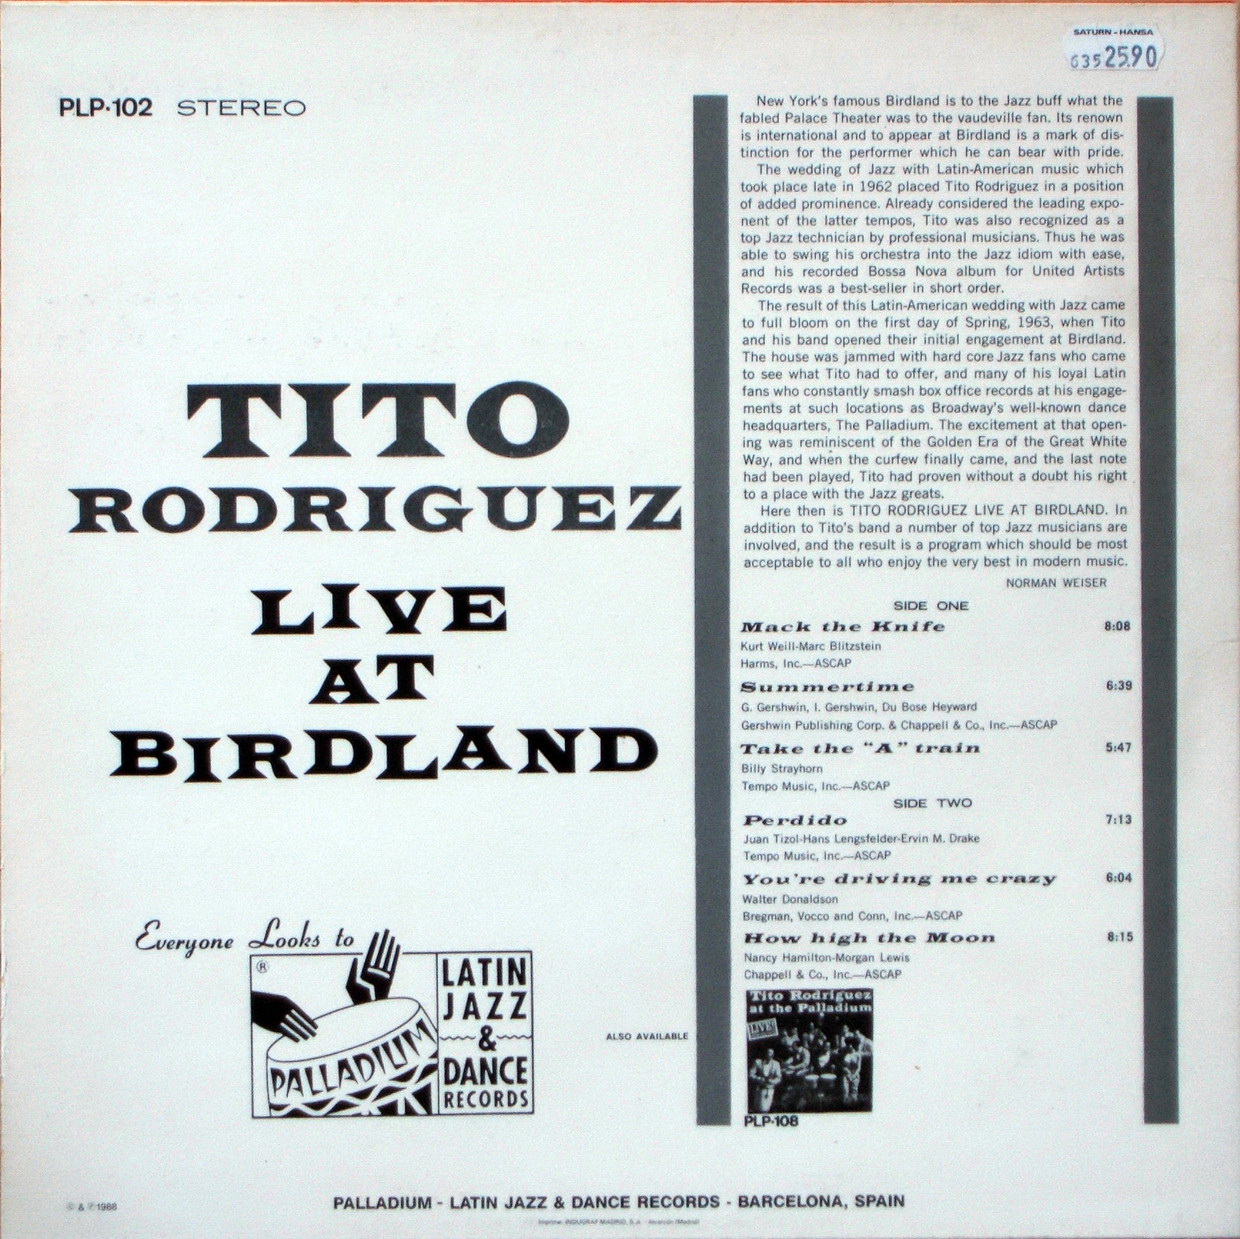 SATURN - HANSA
635 25.90
PLP·102 STEREO
New York's famous Birdland is to the Jazz buff what the
fabled Palace Theater was to the vaudeville fan. Its renown
is international and to appear at Birdland is a mark of dis-
tinction for the performer which he can bear with pride.
The wedding of Jazz with Latin-American music which
took place late in 1962 placed Tito Rodriguez in a position
of added prominence. Already considered the leading expo-
nent of the latter tempos, Tito was also recognized as a
top Jazz technician by professional musicians. Thus he was
able to swing his orchestra into the Jazz idiom with ease,
and his recorded Bossa Nova album for United Artists
Records was a best-seller in short order.
The result of this Latin-American wedding with Jazz came
to full bloom on the first day of Spring, 1963, when Tito
and his band opened their initial engagement at Birdland.
The house was jammed with hard core Jazz fans who came
to see what Tito had to offer, and many of his loyal Latin
fans who constantly smash box office records at his engage-
ments at such locations as Broadway's well-known dance
headquarters, The Palladium. The excitement at that open-
ing was reminiscent of the Golden Era of the Great White
Way, and when the curfew finally came, and the last note
had been played, Tito had proven without a doubt his right
to a place with the Jazz greats.
Here then is TITO RODRIGUEZ LIVE AT BIRDLAND. In
addition to Tito's band a number of top Jazz musicians are
involved, and the result is a program which should be most
acceptable to all who enjoy the very best in modern music.
NORMAN WEISER
TITO
RODRIGUEZ
LIVE
AT
BIRDLAND
SIDE ONE
Mack the Knife 8:08
Kurt Weill-Marc Blitzstein
Harms, Inc.—ASCAP
Summertime 6:39
G. Gershwin, I. Gershwin, Du Bose Heyward
Gershwin Publishing Corp. & Chappell & Co., Inc.—ASCAP
Take the "A" train 5:47
Billy Strayhorn
Tempo Music, Inc.—ASCAP
SIDE TWO
Perdido 7:13
Juan Tizol-Hans Lengsfelder-Ervin M. Drake
Tempo Music, Inc.—ASCAP
You're driving me crazy 6:04
Walter Donaldson
Bregman, Vocco and Conn, Inc.—ASCAP
How high the Moon 8:15
Nancy Hamilton-Morgan Lewis
Chappell & Co., Inc.—ASCAP
Everyone Looks to
®
PALLADIUM
LATIN
JAZZ
&
DANCE
RECORDS
ALSO AVAILABLE
Tito Rodriguez
at the Palladium
LIVE!
PLP-108
© & ℗ 1986
PALLADIUM - LATIN JAZZ & DANCE RECORDS - BARCELONA, SPAIN